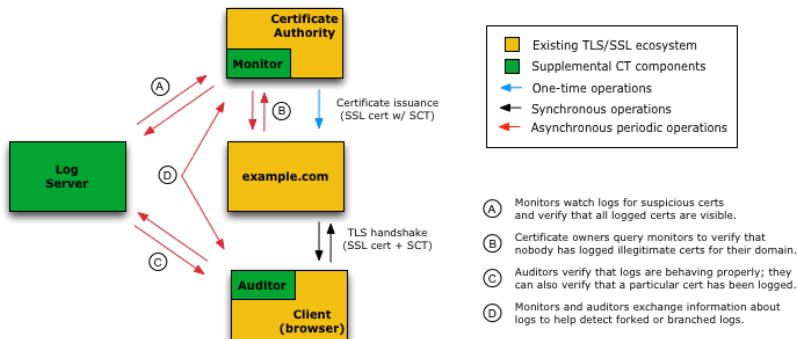 Certificate
Authority
Monitor
A
B
Certificate issuance
(SSL cert w/ SCT)
Log
Server
D
example.com
TLS handshake
(SSL cert + SCT)
C
Auditor
Client
(browser)
Existing TLS/SSL ecosystem
Supplemental CT components
One-time operations
Synchronous operations
Asynchronous periodic operations
A Monitors watch logs for suspicious certs
and verify that all logged certs are visible.
B Certificate owners query monitors to verify that
nobody has logged illegitimate certs for their domain.
C Auditors verify that logs are behaving properly; they
can also verify that a particular cert has been logged.
D Monitors and auditors exchange information about
logs to help detect forked or branched logs.